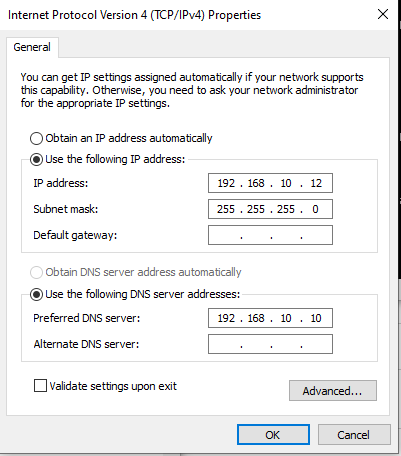 Internet Protocol Version 4 (TCP/IPv4) Properties
General
You can get IP settings assigned automatically if your network supports
this capability. Otherwise, you need to ask your network administrator
for the appropriate IP settings.
Obtain an IP address automatically
Use the following IP address:
IP address: 192 . 168 . 10 . 12
Subnet mask: 255 . 255 . 255 . 0
Default gateway: . . .
Obtain DNS server address automatically
Use the following DNS server addresses:
Preferred DNS server: 192 . 168 . 10 . 10
Alternate DNS server: . . .
Validate settings upon exit
Advanced...
OK Cancel